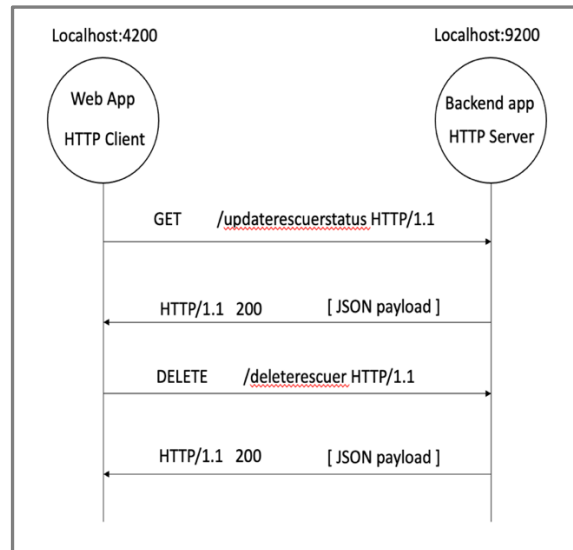 Localhost:4200 Localhost:9200
Web App
HTTP Client
Backend app
HTTP Server
GET /updaterescuerstatus HTTP/1.1
HTTP/1.1 200 [ JSON payload ]
DELETE /deleterescuer HTTP/1.1
HTTP/1.1 200 [ JSON payload ]